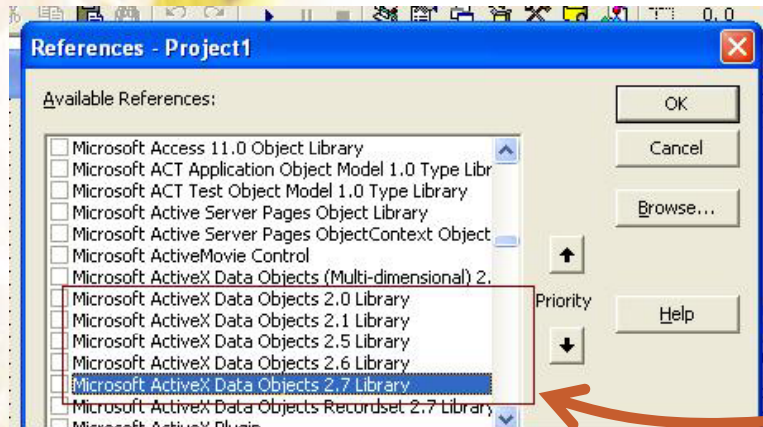 0, 0
References - Project1
Available References:
OK
Microsoft Access 11.0 Object Library
Cancel
Microsoft ACT Application Object Model 1.0 Type Libr
Microsoft ACT Test Object Model 1.0 Type Library
Microsoft Active Server Pages Object Library
Browse...
Microsoft Active Server Pages ObjectContext Object
Microsoft ActiveMovie Control
Microsoft ActiveX Data Objects (Multi-dimensional) 2.
Microsoft ActiveX Data Objects 2.0 Library
Priority
Microsoft ActiveX Data Objects 2.1 Library
Help
Microsoft ActiveX Data Objects 2.5 Library
Microsoft ActiveX Data Objects 2.6 Library
Microsoft ActiveX Data Objects 2.7 Library
Microsoft ActiveX Data Objects Recordset 2.7 Library
Microsoft ActiveX Plugin